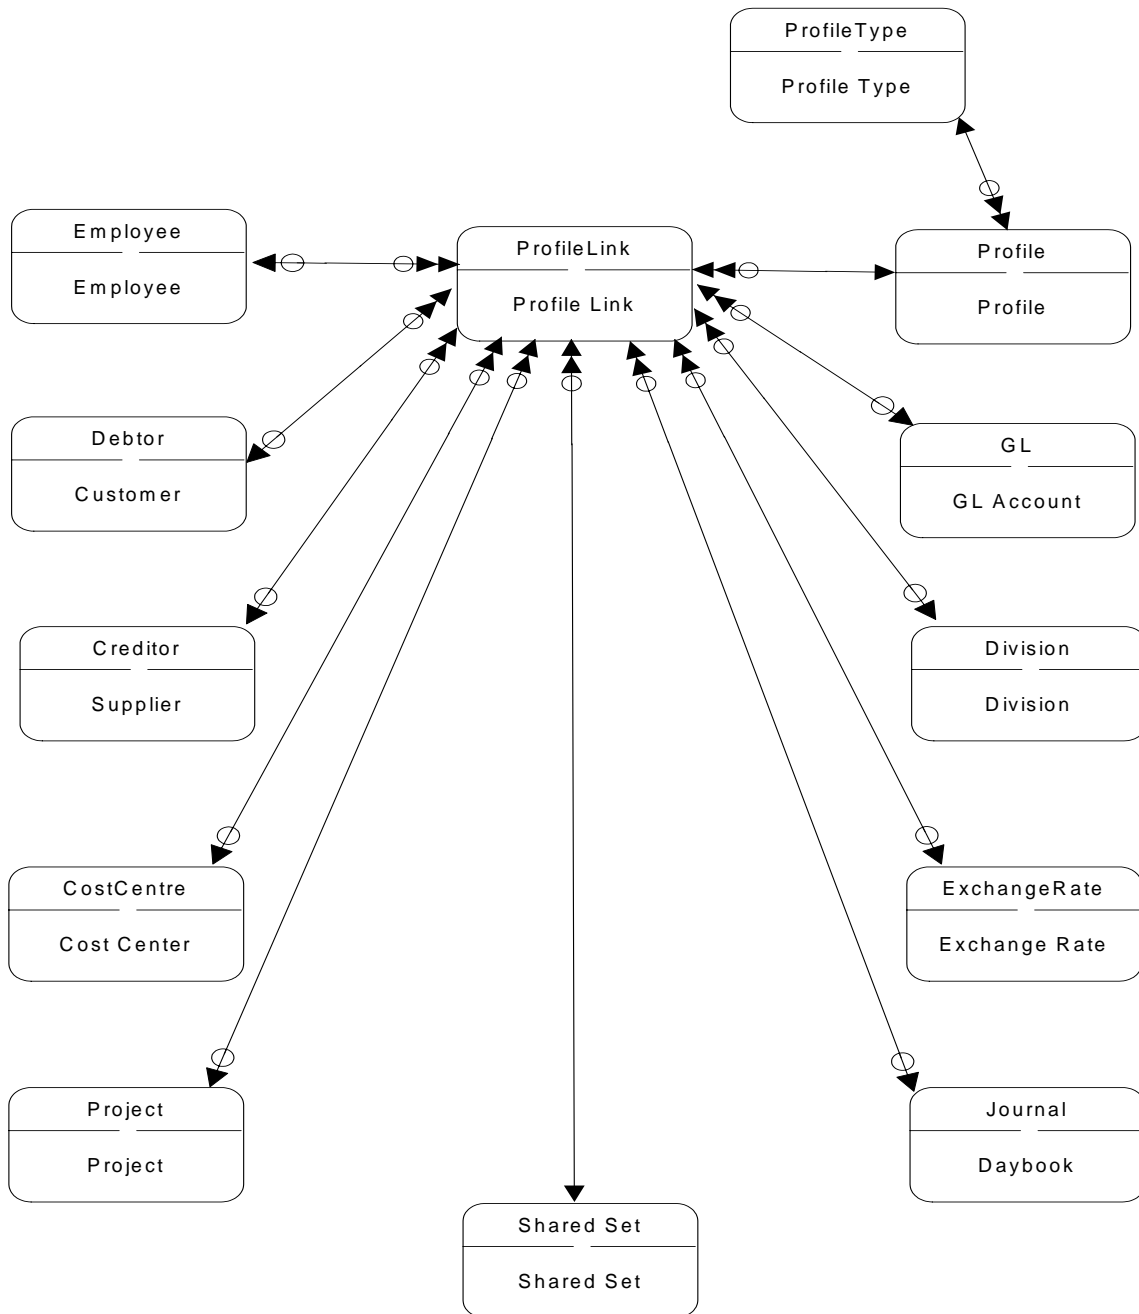 ProfileType
Profile Type
Employee
Employee
ProfileLink
Profile Link
Profile
Profile
Debtor
Customer
GL
GL Account
Creditor
Supplier
Division
Division
CostCentre
Cost Center
ExchangeRate
Exchange Rate
Project
Project
Journal
Daybook
Shared Set
Shared Set